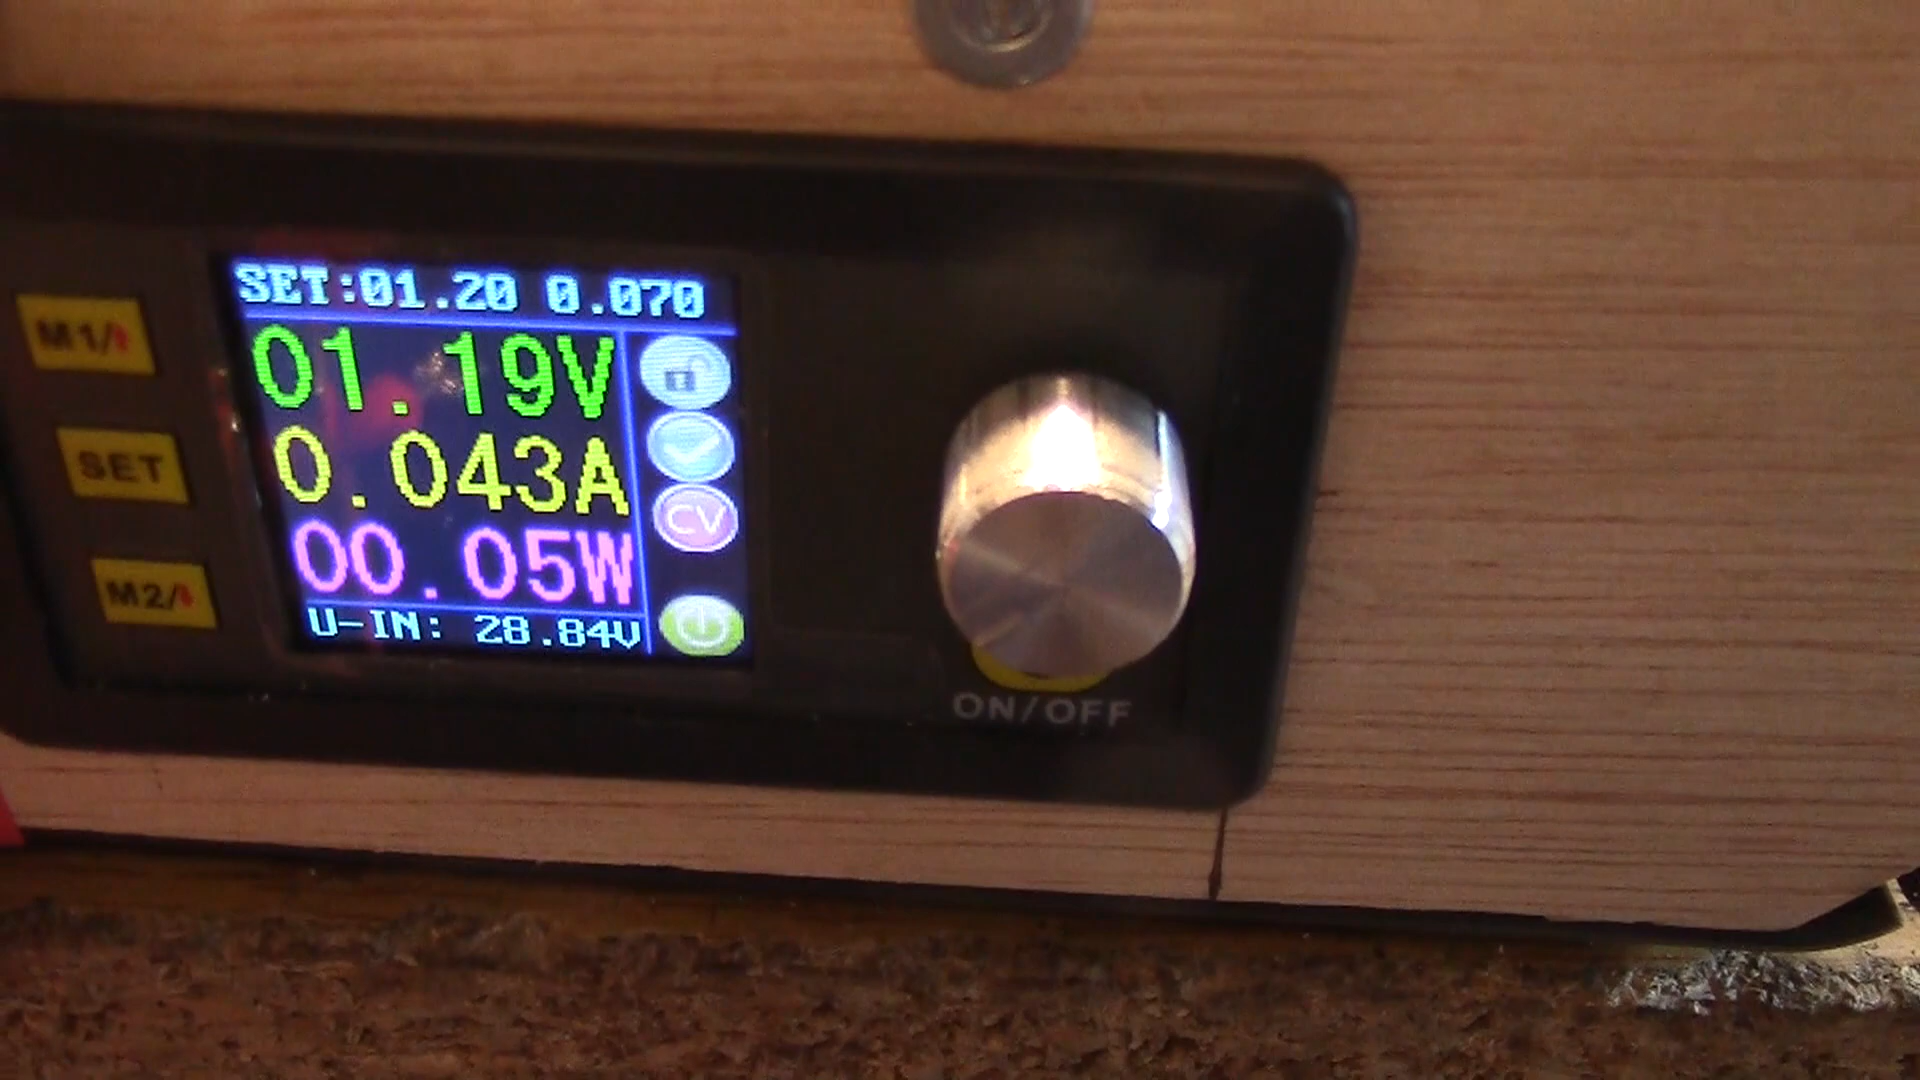 SET:01.20 0.070
M1/
01.19V
SET
0.043A
CV
00.05W
M2/
U-IN: 28.84V
ON/OFF